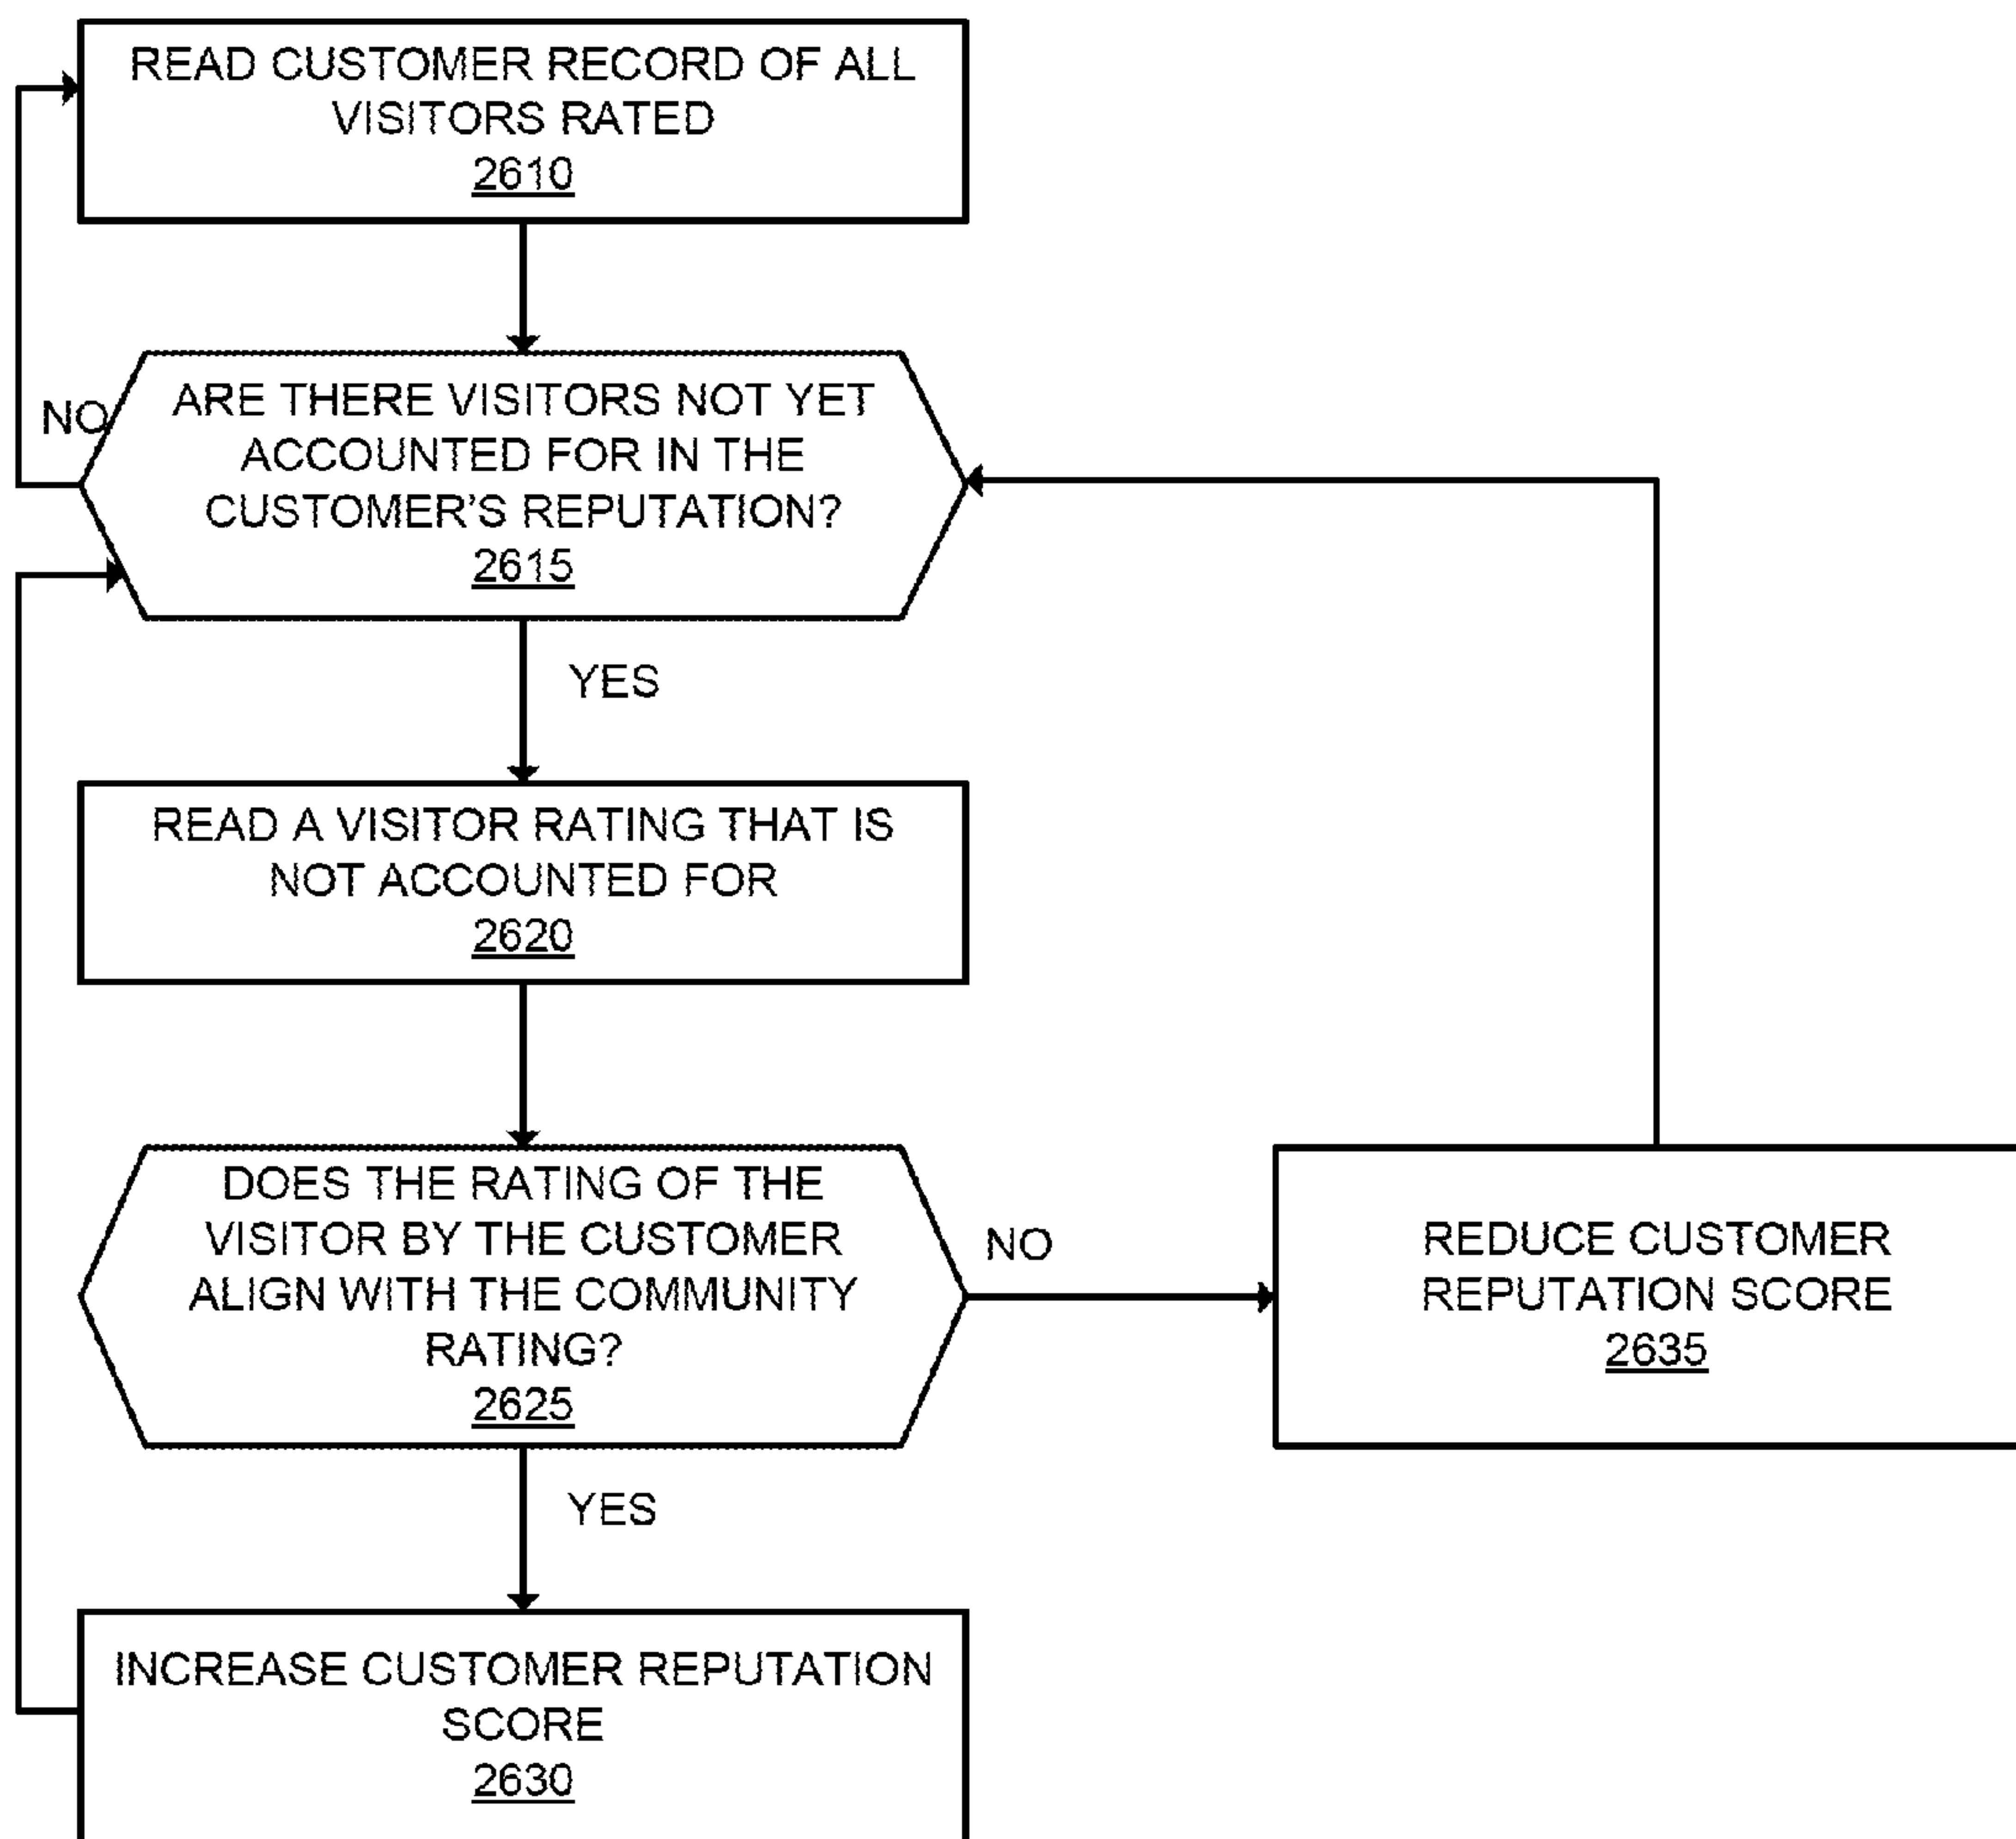 READ CUSTOMER RECORD OF ALL
VISITORS RATED
2610
NO
ARE THERE VISITORS NOT YET
ACCOUNTED FOR IN THE
CUSTOMER'S REPUTATION?
2615
YES
READ A VISITOR RATING THAT IS
NOT ACCOUNTED FOR
2620
DOES THE RATING OF THE
VISITOR BY THE CUSTOMER
ALIGN WITH THE COMMUNITY
RATING?
2625
NO
REDUCE CUSTOMER
REPUTATION SCORE
2635
YES
INCREASE CUSTOMER REPUTATION
SCORE
2630